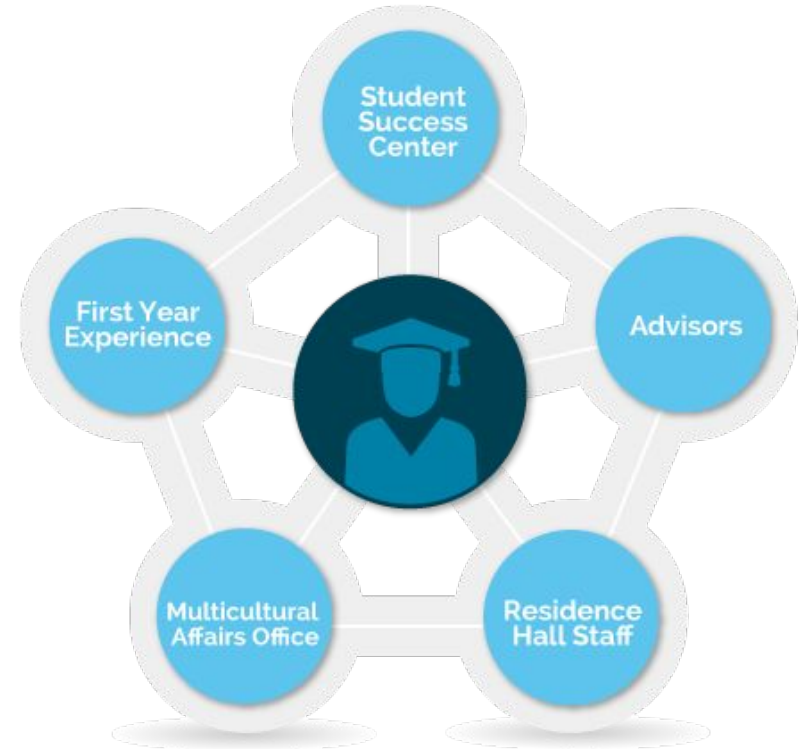 Student
Success
Center
First Year
Experience
Advisors
Multicultural
Affairs Office
Residence
Hall Staff